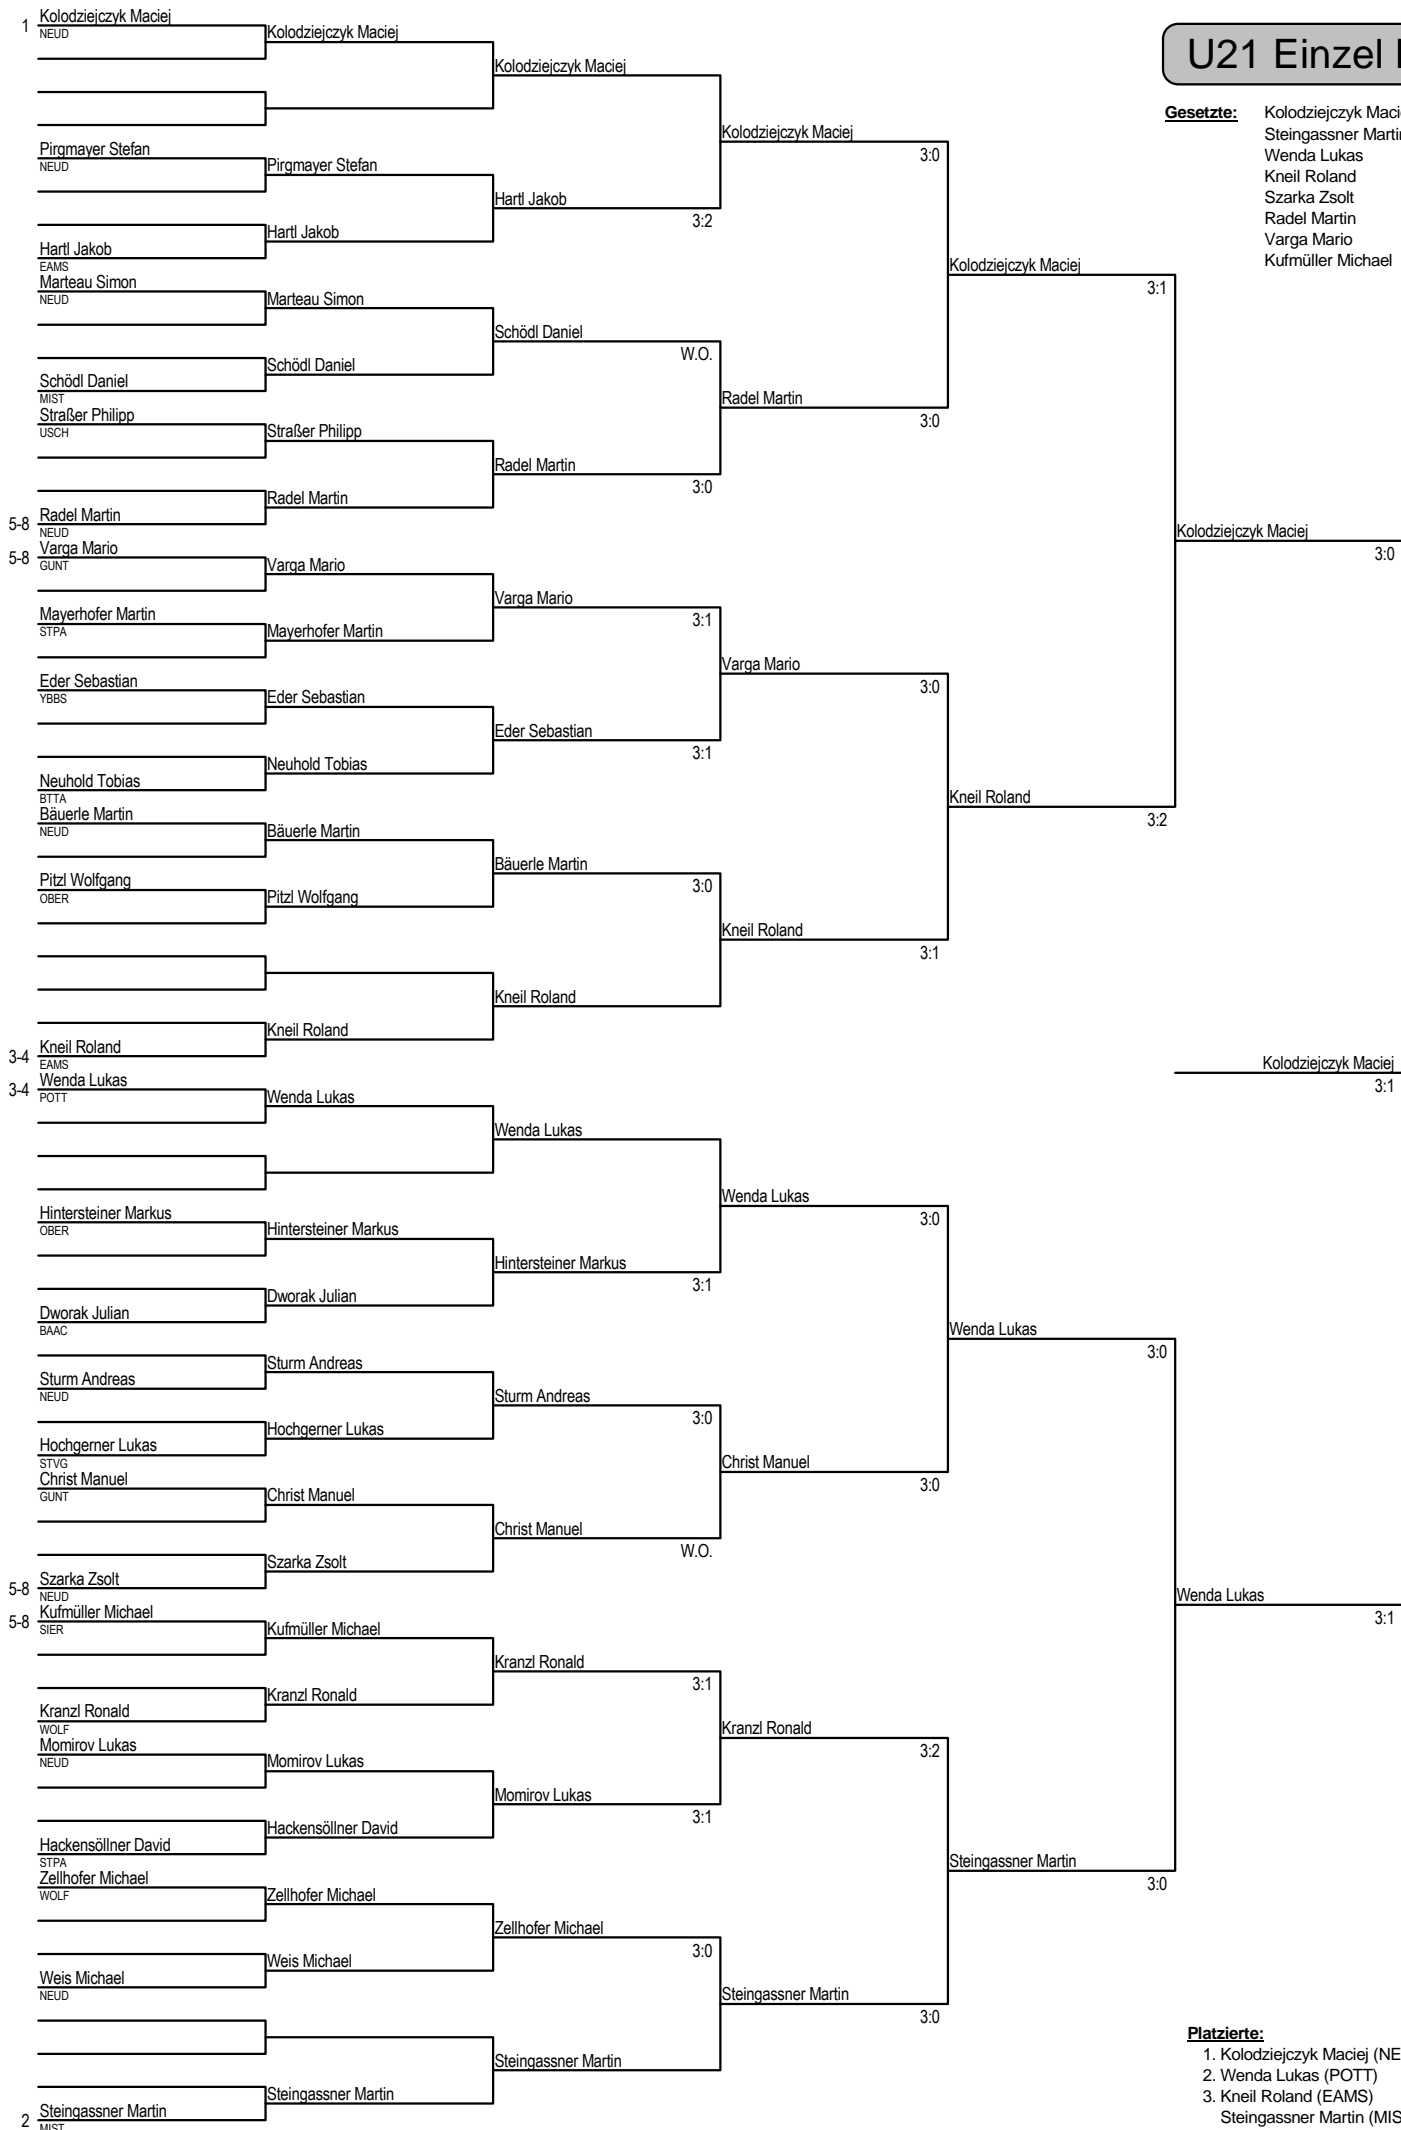 U21 Einzel
Gesetzte:
Kolodziejczyk Maci
Steingassner Marti
Wenda Lukas
Kneil Roland
Szarka Zsolt
Radel Martin
Varga Mario
Kufmüller Michael
1 Kolodziejczyk Maciej
NEUD
Pirgmayer Stefan
NEUD
Hartl Jakob
EAMS
Marteau Simon
NEUD
Schödl Daniel
MIST
Straßer Philipp
USCH
5-8 Radel Martin
NEUD
5-8 Varga Mario
GUNT
Mayerhofer Martin
STPA
Eder Sebastian
YBBS
Neuhold Tobias
BTTA
Bäuerle Martin
NEUD
Pitzl Wolfgang
OBER
3-4 Kneil Roland
EAMS
3-4 Wenda Lukas
POTT
Hintersteiner Markus
OBER
Dworak Julian
BAAC
Sturm Andreas
NEUD
Hochgerner Lukas
STVG
Christ Manuel
GUNT
5-8 Szarka Zsolt
NEUD
5-8 Kufmüller Michael
SIER
Kranzl Ronald
WOLF
Momirov Lukas
NEUD
Hackensöllner David
STPA
Zellhofer Michael
WOLF
Weis Michael
NEUD
2 Steingassner Martin
MIST
Kolodziejczyk Maciej
Pirgmayer Stefan
Hartl Jakob
Marteau Simon
Schödl Daniel
Straßer Philipp
Radel Martin
Varga Mario
Mayerhofer Martin
Eder Sebastian
Neuhold Tobias
Bäuerle Martin
Pitzl Wolfgang
Kneil Roland
Wenda Lukas
Hintersteiner Markus
Dworak Julian
Sturm Andreas
Hochgerner Lukas
Christ Manuel
Szarka Zsolt
Kufmüller Michael
Kranzl Ronald
Momirov Lukas
Hackensöllner David
Zellhofer Michael
Weis Michael
Steingassner Martin
Kolodziejczyk Maciej
Hartl Jakob
3:2
Schödl Daniel
W.O.
Radel Martin
3:0
Varga Mario
3:1
Eder Sebastian
3:1
Bäuerle Martin
3:0
Kneil Roland
Wenda Lukas
Hintersteiner Markus
3:1
Sturm Andreas
3:0
Christ Manuel
W.O.
Kranzl Ronald
3:1
Momirov Lukas
3:1
Zellhofer Michael
3:0
Steingassner Martin
Kolodziejczyk Maciej
3:0
Radel Martin
3:0
Varga Mario
3:0
Kneil Roland
3:1
Wenda Lukas
3:0
Christ Manuel
3:0
Kranzl Ronald
3:2
Steingassner Martin
3:0
Kolodziejczyk Maciej
3:1
Kneil Roland
3:2
Wenda Lukas
3:0
Steingassner Martin
3:0
Kolodziejczyk Maciej
3:0
Wenda Lukas
3:1
Kolodziejczyk Maciej
3:1
Platzierte:
1. Kolodziejczyk Maciej (NE
2. Wenda Lukas (POTT)
3. Kneil Roland (EAMS)
Steingassner Martin (MIS